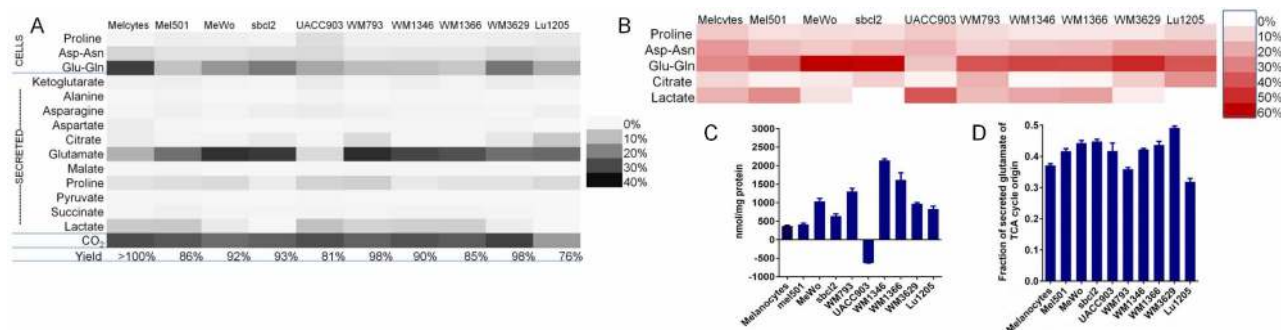 A
Melcytes Mel501 MeWo sbcl2 UACC903 WM793 WM1346 WM1366 WM3629 Lu1205
CELLS
Proline
Asp-Asn
Glu-Gln
SECRETED
Ketoglutarate
Alanine
Asparagine
Aspartate
Citrate
Glutamate
Malate
Proline
Pyruvate
Succinate
Lactate
CO2
Yield >100% 86% 92% 93% 81% 98% 90% 85% 98% 76%
0%
10%
20%
30%
40%
B
Melcytes Mel501 MeWo sbcl2 UACC903 WM793 WM1346 WM1366 WM3629 Lu1205
Proline
Asp-Asn
Glu-Gln
Citrate
Lactate
0%
10%
20%
30%
40%
50%
60%
C
nmol/mg protein
3000
2500
2000
1500
1000
500
0
-500
-1000
Melanocytes
mel501
MeWo
sbcl2
WM793
UACC903
WM1346
WM1366
WM3629
Lu1205
D
Fraction of secreted glutamate of
TCA cycle origin
0.5
0.4
0.3
0.2
0.1
0.0
Melanocytes
Mel501
MeWo
sbcl2
UACC903
WM793
WM1346
WM1366
WM3629
Lu1205